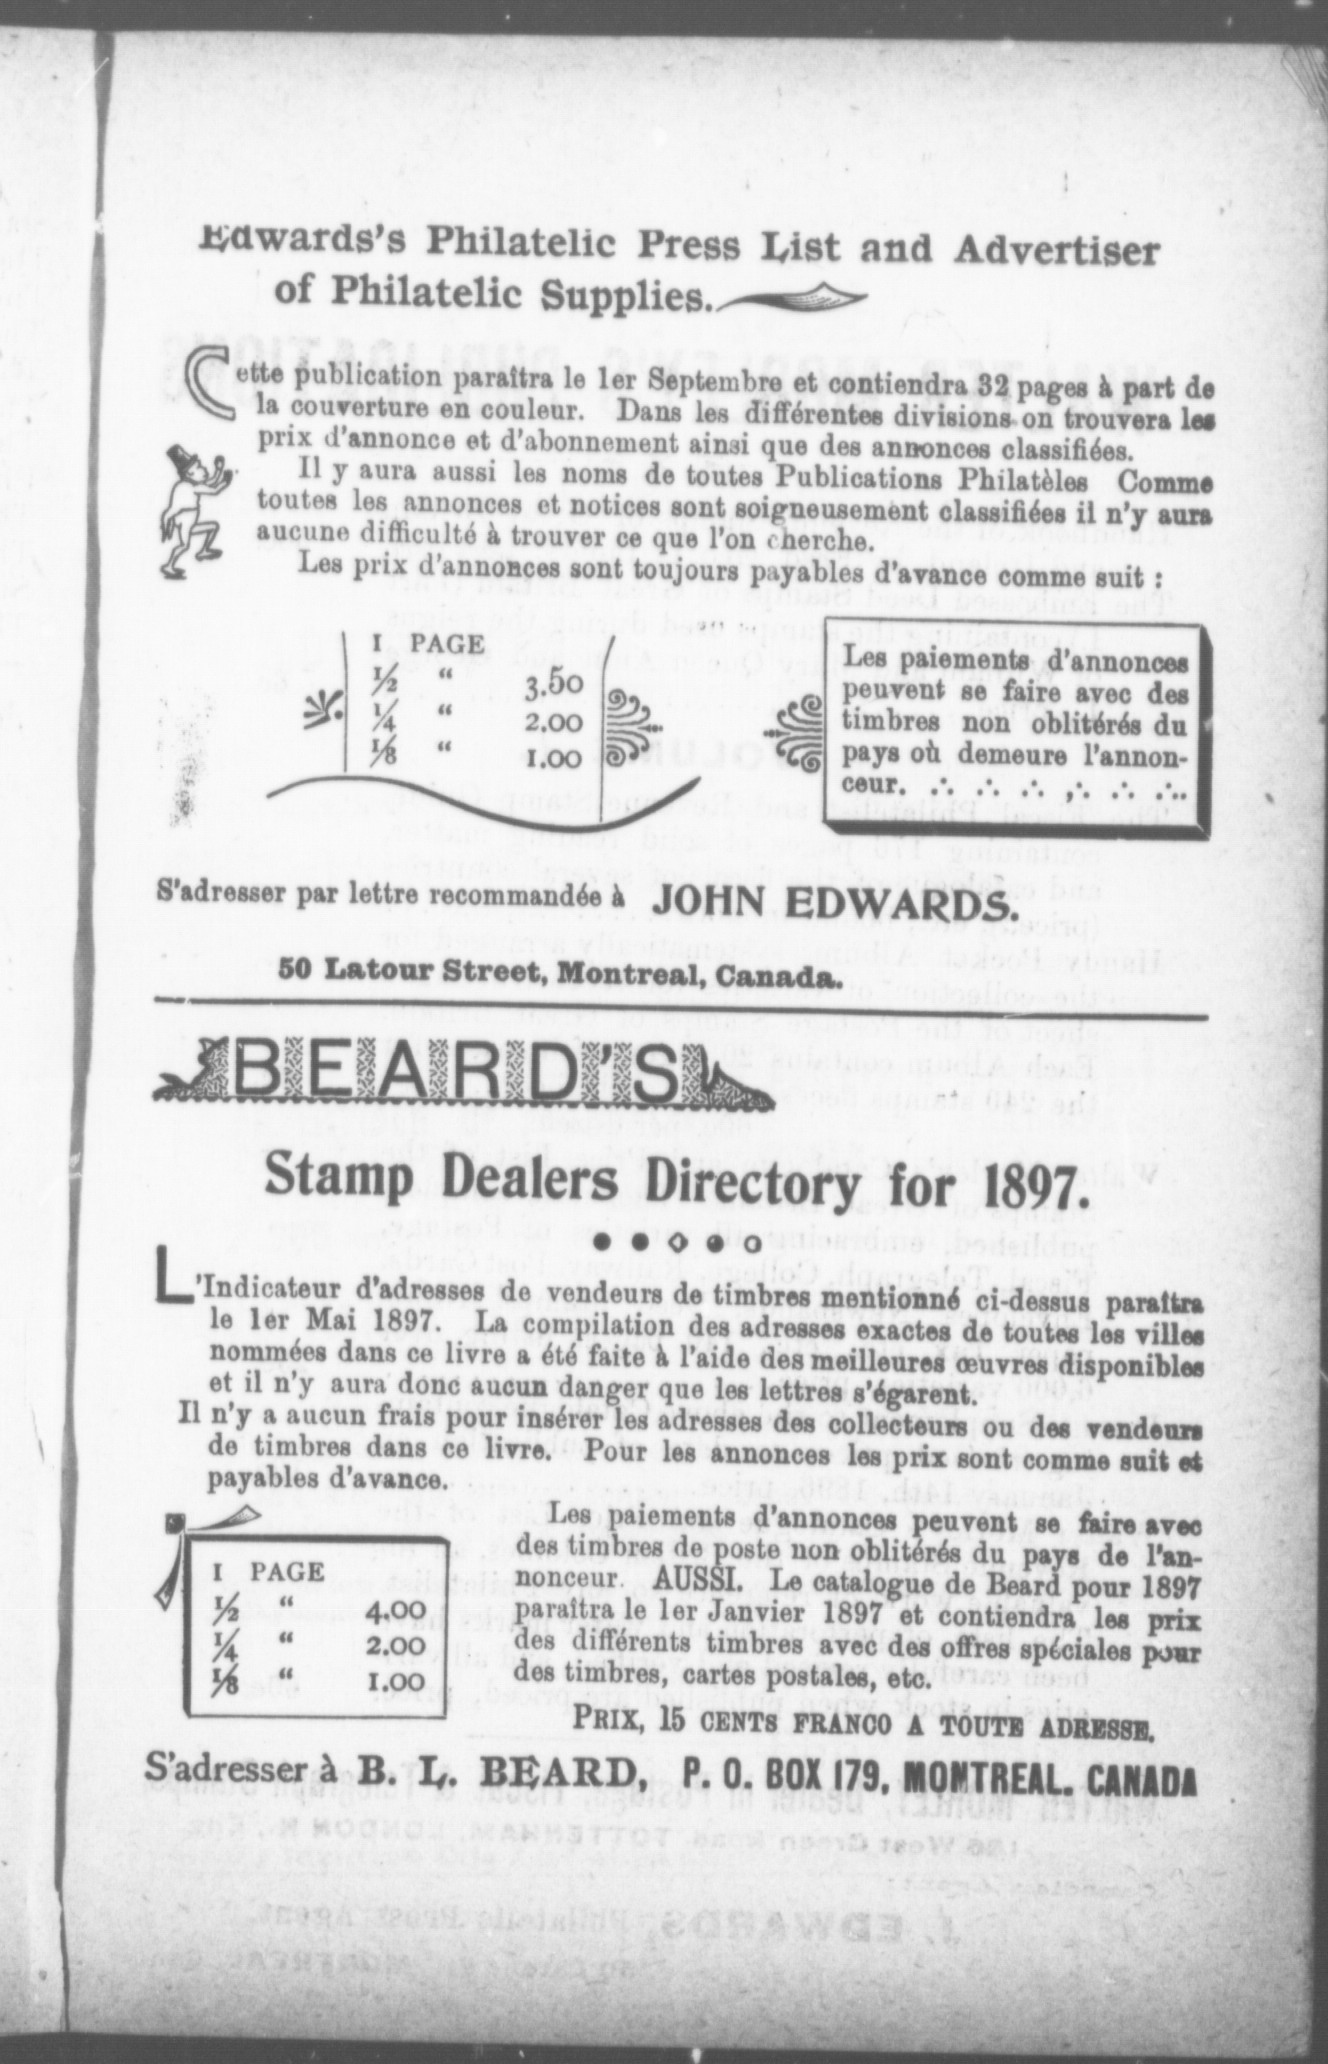 Edwards's Philatelic Press List and Advertiser
of Philatelic Supplies.
Cette publication paraîtra le 1er Septembre et contiendra 32 pages à part de
la couverture en couleur. Dans les différentes divisions on trouvera les
prix d'annonce et d'abonnement ainsi que des annonces classifiées.
Il y aura aussi les noms de toutes Publications Philatèles Comme
toutes les annonces et notices sont soigneusement classifiées il n'y aura
aucune difficulté à trouver ce que l'on cherche.
Les prix d'annonces sont toujours payables d'avance comme suit :
1 PAGE
1/2 " 3.50
1/4 " 2.00
1/8 " 1.00
Les paiements d'annonces
peuvent se faire avec des
timbres non oblitérés du
pays où demeure l'annon-
ceur.
S'adresser par lettre recommandée à JOHN EDWARDS.
50 Latour Street, Montreal, Canada.
BEARD'S
Stamp Dealers Directory for 1897.
L'Indicateur d'adresses de vendeurs de timbres mentionné ci-dessus paraîtra
le 1er Mai 1897. La compilation des adresses exactes de toutes les villes
nommées dans ce livre a été faite à l'aide des meilleures œuvres disponibles
et il n'y aura donc aucun danger que les lettres s'égarent.
Il n'y a aucun frais pour insérer les adresses des collecteurs ou des vendeurs
de timbres dans ce livre. Pour les annonces les prix sont comme suit et
payables d'avance.
1 PAGE
1/2 " 4.00
1/4 " 2.00
1/8 " 1.00
Les paiements d'annonces peuvent se faire avec
des timbres de poste non oblitérés du pays de l'an-
nonceur. AUSSI. Le catalogue de Beard pour 1897
paraîtra le 1er Janvier 1897 et contiendra les prix
des différents timbres avec des offres spéciales pour
des timbres, cartes postales, etc.
PRIX, 15 CENTS FRANCO A TOUTE ADRESSE.
S'adresser à B. L. BEARD, P. O. BOX 179, MONTREAL. CANADA